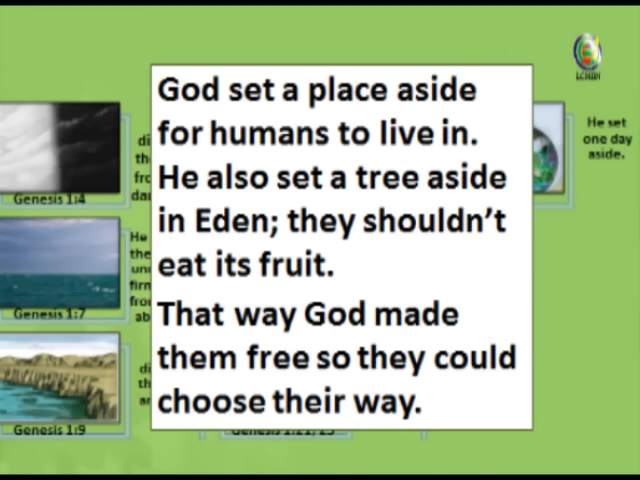 God set a place aside
for humans to live in.
He also set a tree aside
in Eden; they shouldn't
eat its fruit.
That way God made
them free so they could
choose their way.
He set
one day
aside.
Genesis 1:4
He
Genesis 1:7
Genesis 1:9